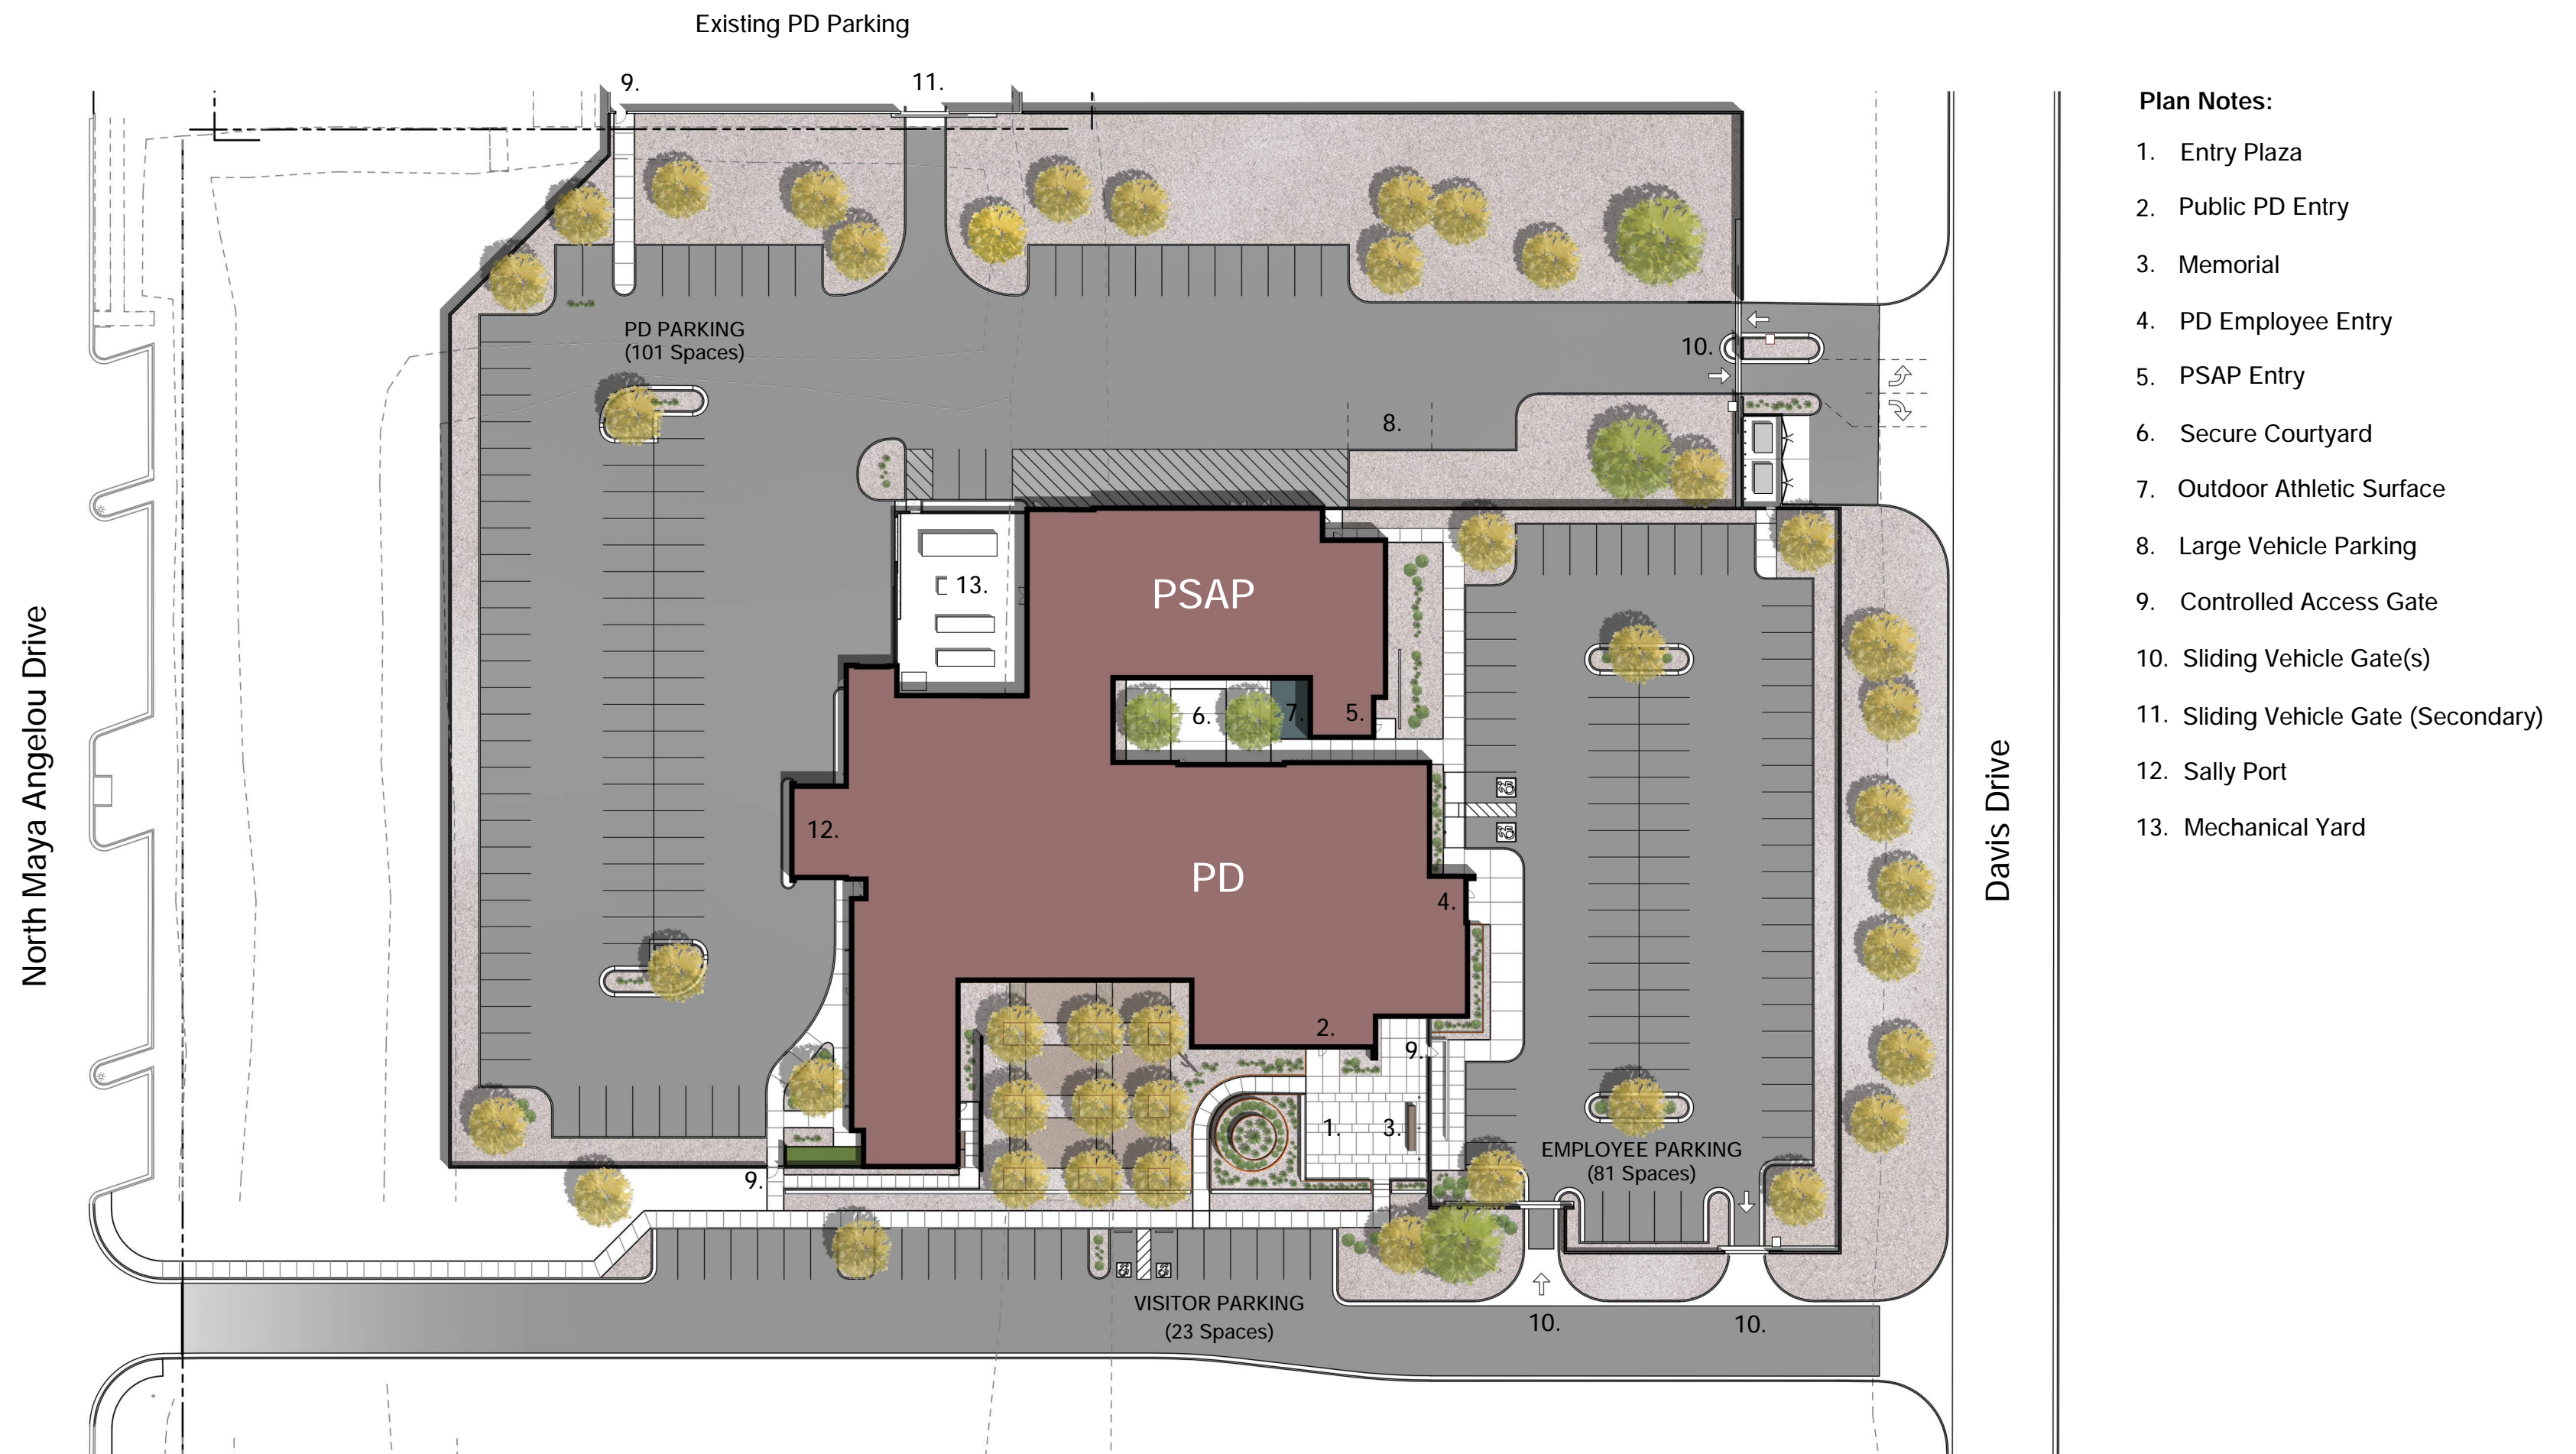 Existing PD Parking
9.
11.
PD PARKING
(101 Spaces)
10.
8.
13.
PSAP
6.
7.
5.
12.
PD
4.
2.
9.
1.
3.
EMPLOYEE PARKING
(81 Spaces)
9.
VISITOR PARKING
(23 Spaces)
10.
10.
North Maya Angelou Drive
Davis Drive
Plan Notes:
1. Entry Plaza
2. Public PD Entry
3. Memorial
4. PD Employee Entry
5. PSAP Entry
6. Secure Courtyard
7. Outdoor Athletic Surface
8. Large Vehicle Parking
9. Controlled Access Gate
10. Sliding Vehicle Gate(s)
11. Sliding Vehicle Gate (Secondary)
12. Sally Port
13. Mechanical Yard